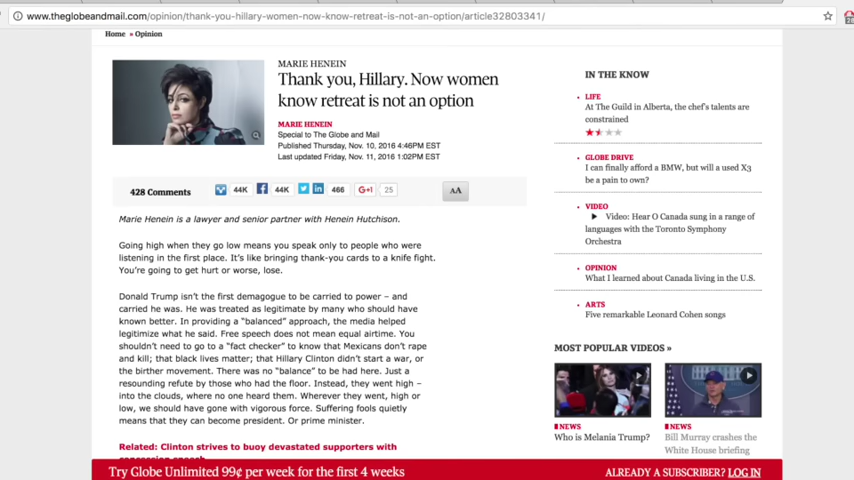 www.theglobeandmail.com/opinion/thank-you-hillary-women-now-know-retreat-is-not-an-option/article32803341/
Home » Opinion
MARIE HENEIN
Thank you, Hillary. Now women
know retreat is not an option
MARIE HENEIN
Special to The Globe and Mail
Published Thursday, Nov. 10, 2016 4:46PM EST
Last updated Friday, Nov. 11, 2016 1:02PM EST
428 Comments
44K
44K
466
G+1
25
AA
Marie Henein is a lawyer and senior partner with Henein Hutchison.
Going high when they go low means you speak only to people who were
listening in the first place. It's like bringing thank-you cards to a knife fight.
You're going to get hurt or worse, lose.
Donald Trump isn't the first demagogue to be carried to power – and
carried he was. He was treated as legitimate by many who should have
known better. In providing a "balanced" approach, the media helped
legitimize what he said. Free speech does not mean equal airtime. You
shouldn't need to go to a "fact checker" to know that Mexicans don't rape
and kill; that black lives matter; that Hillary Clinton didn't start a war, or
the birther movement. There was no "balance" to be had here. Just a
resounding refute by those who had the floor. Instead, they went high –
into the clouds, where no one heard them. Wherever they went, high or
low, we should have gone with vigorous force. Suffering fools quietly
means that they can become president. Or prime minister.
Related: Clinton strives to buoy devastated supporters with
concession speech
IN THE KNOW
LIFE
At The Guild in Alberta, the chef's talents are
constrained
GLOBE DRIVE
I can finally afford a BMW, but will a used X3
be a pain to own?
VIDEO
Video: Hear O Canada sung in a range of
languages with the Toronto Symphony
Orchestra
OPINION
What I learned about Canada living in the U.S.
ARTS
Five remarkable Leonard Cohen songs
MOST POPULAR VIDEOS »
NEWS
Who is Melania Trump?
NEWS
Bill Murray crashes the
White House briefing
Try Globe Unlimited 99¢ per week for the first 4 weeks
ALREADY A SUBSCRIBER? LOG IN